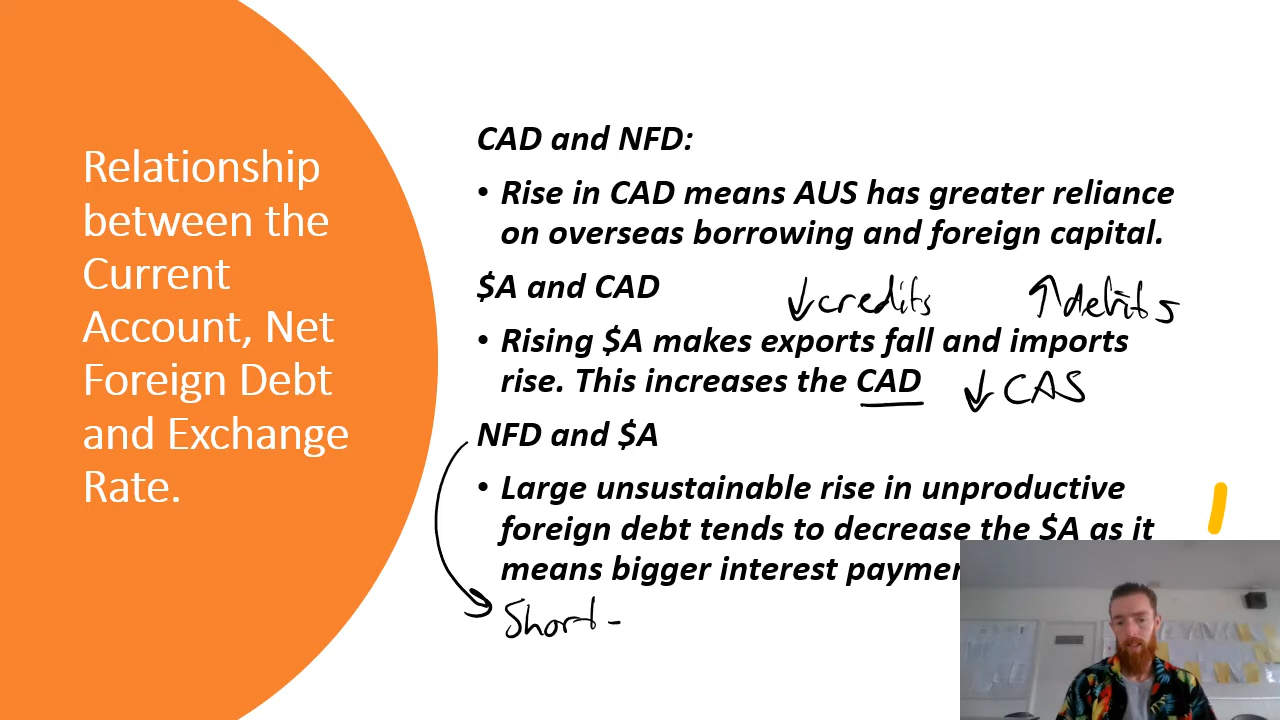 Relationship
between the
Current
Account, Net
Foreign Debt
and Exchange
Rate.
CAD and NFD:
• Rise in CAD means AUS has greater reliance
on overseas borrowing and foreign capital.
$A and CAD
↓credits ↑debits
• Rising $A makes exports fall and imports
rise. This increases the CAD ↓ CAS
NFD and $A
• Large unsustainable rise in unproductive
foreign debt tends to decrease the $A as it
means bigger interest
Short -